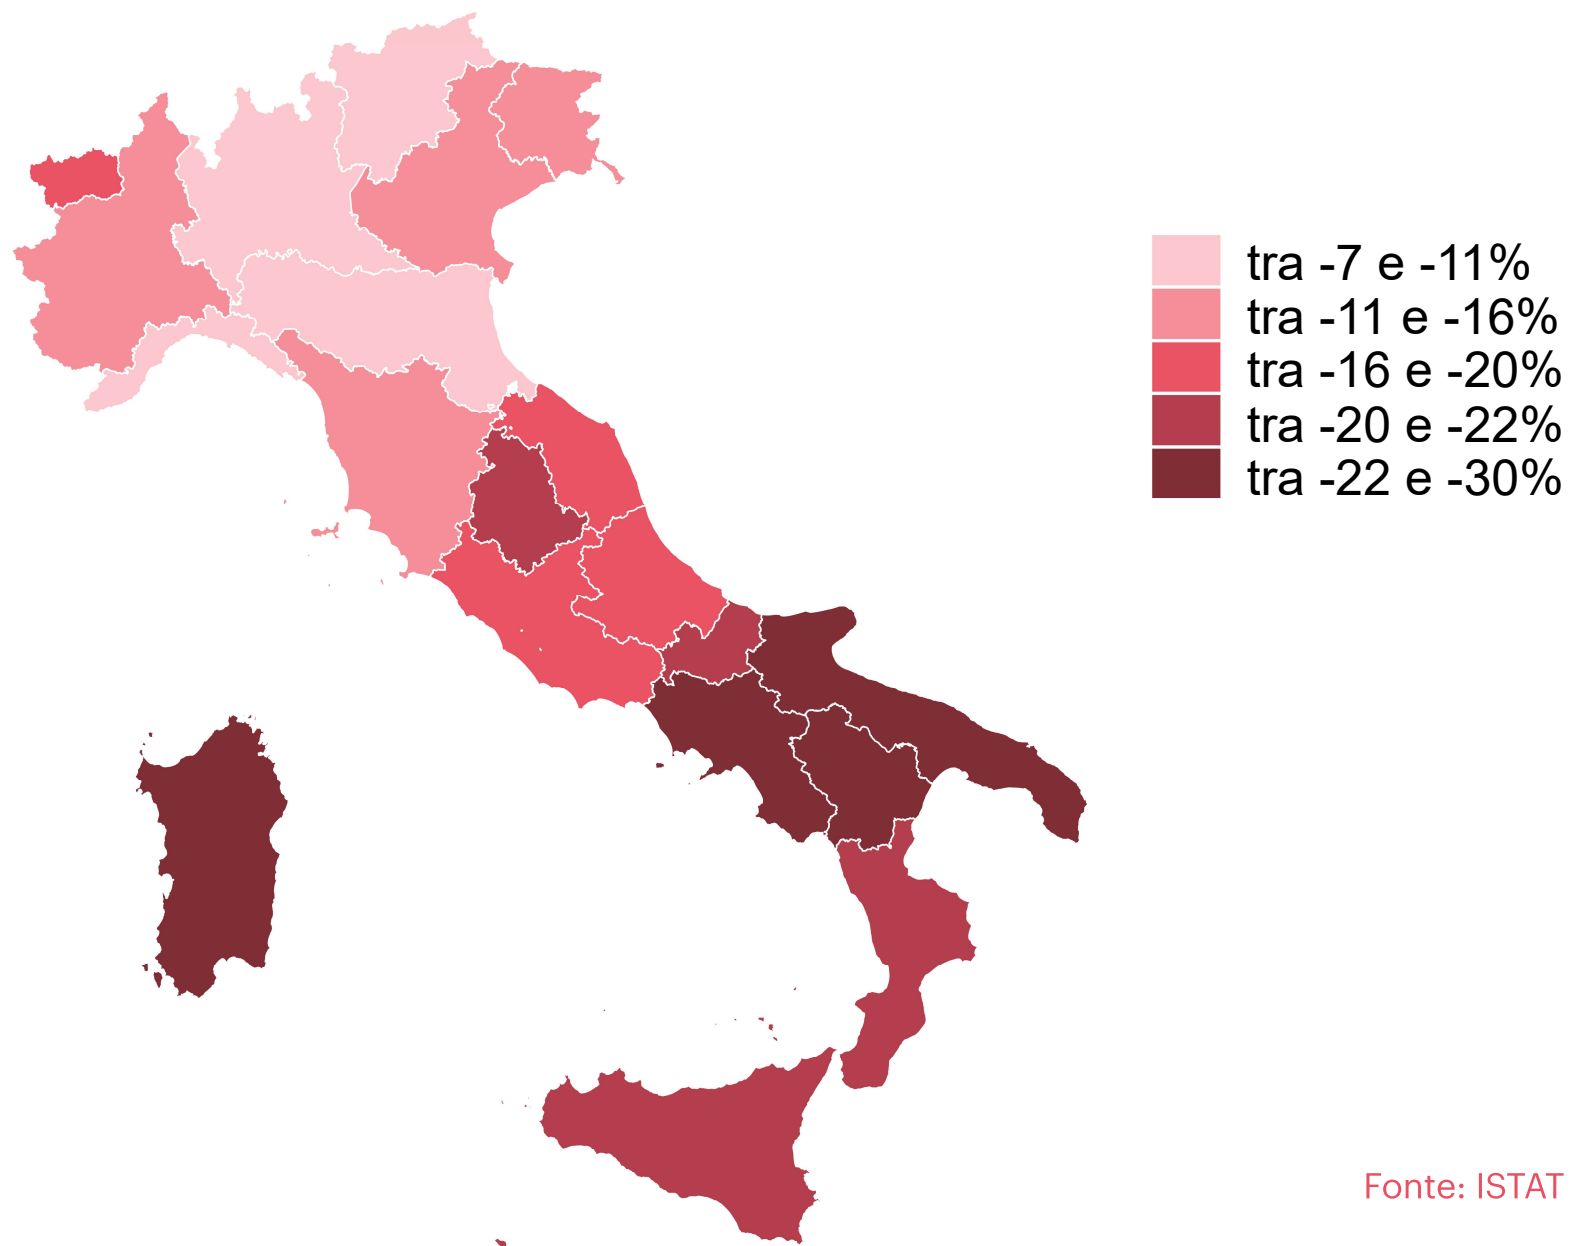 tra -7 e -11%
tra -11 e -16%
tra -16 e -20%
tra -20 e -22%
tra -22 e -30%
Fonte: ISTAT